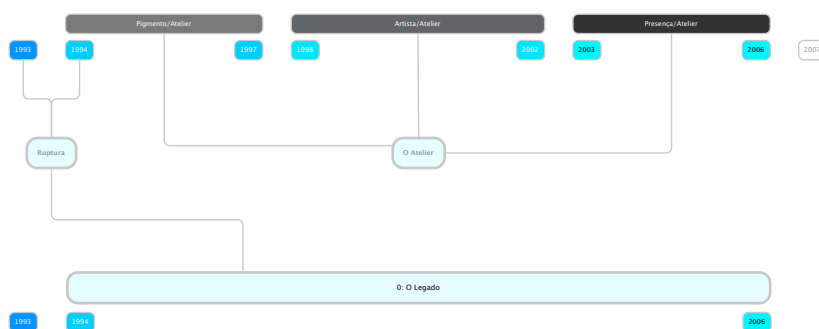 Pigmento/Atelier
Artista/Atelier
Presença/Atelier
1993
1994
1997
1998
2002
2003
2006
2007
Ruptura
O Atelier
0: O Legado
1993
1994
2006